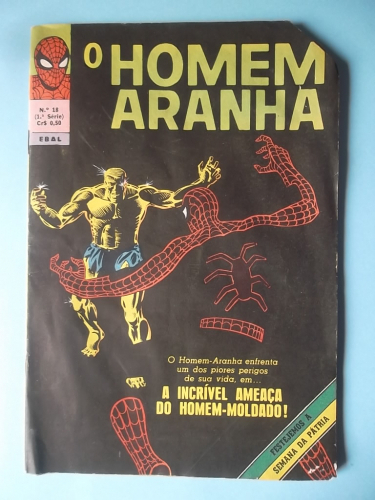 O HOMEM
ARANHA
N.º 18
(1.ª Série)
Cr$ 0,50
EBAL
O Homem-Aranha enfrenta
um dos piores perigos
de sua vida, em...
A INCRÍVEL AMEAÇA
DO HOMEM-MOLDADO!
FESTEJEMOS A
SEMANA DA PÁTRIA